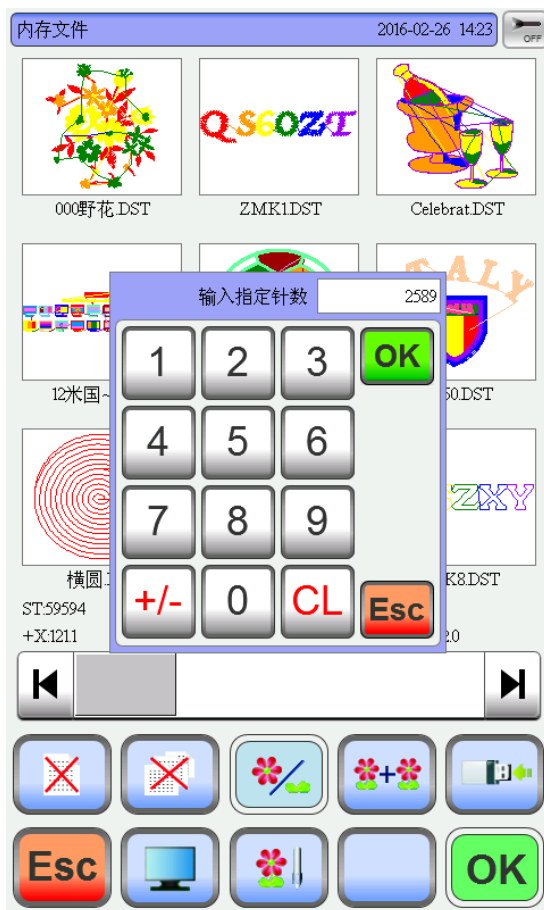 内存文件 2016-02-26 14:23
OFF
QS6OZT
000野花.DST ZMK1.DST Celebrat.DST
ITALY
输入指定针数 2589
1 2 3 OK
12米国~ 50.DST
4 5 6
7 8 9
ZXY
横圆. K8.DST
+/- 0 CL Esc
ST:59594
+X:121.1 2.0
Esc OK